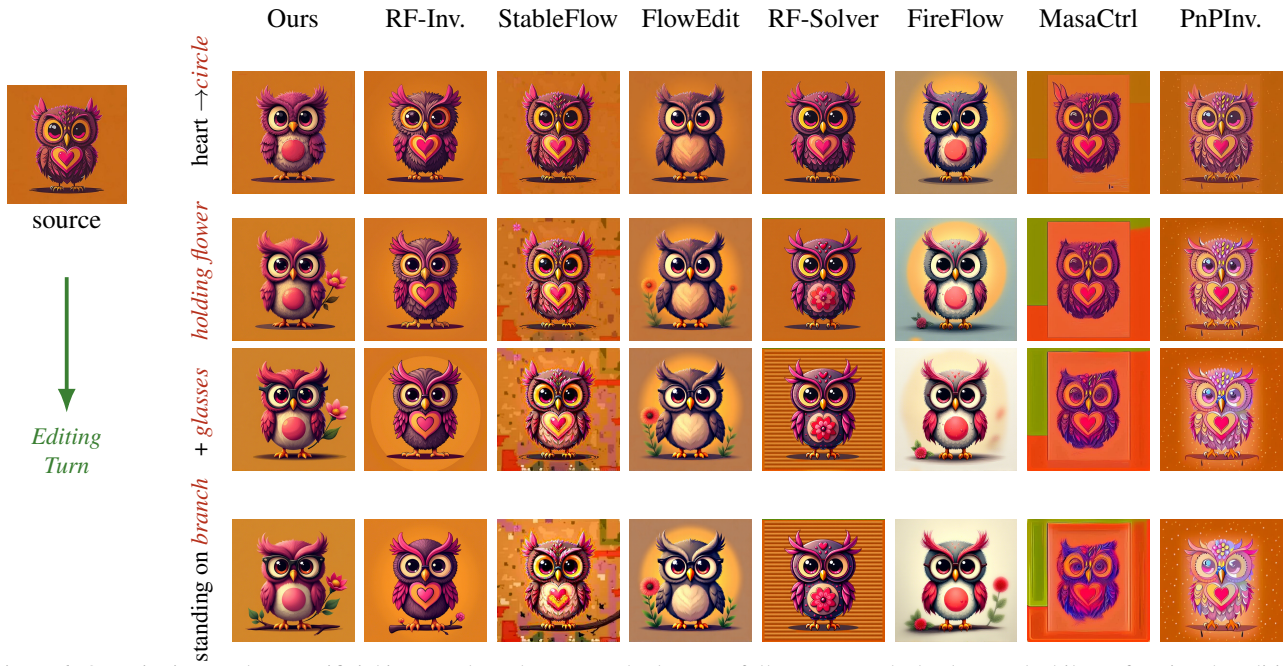 Ours RF-Inv. StableFlow FlowEdit RF-Solver FireFlow MasaCtrl PnPInv.
heart →circle
source
holding flower
+ glasses
Editing
Turn
standing on branch